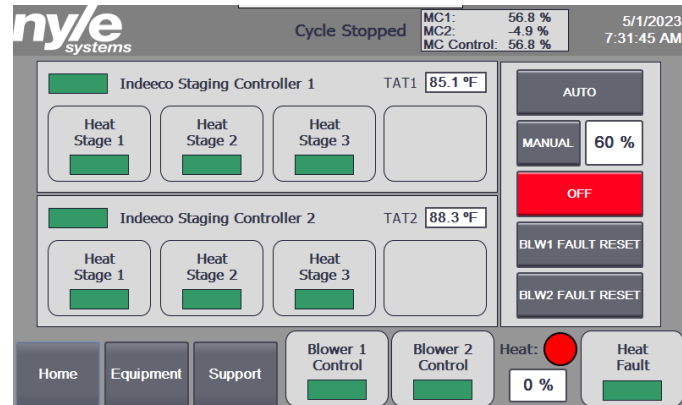 nyle
systems
Cycle Stopped
MC1: 56.8 %
MC2: -4.9 %
MC Control: 56.8 %
5/1/2023
7:31:45 AM
Indeeco Staging Controller 1 TAT1 85.1 °F
Heat
Stage 1
Heat
Stage 2
Heat
Stage 3
Indeeco Staging Controller 2 TAT2 88.3 °F
Heat
Stage 1
Heat
Stage 2
Heat
Stage 3
AUTO
MANUAL 60 %
OFF
BLW1 FAULT RESET
BLW2 FAULT RESET
Home
Equipment
Support
Blower 1
Control
Blower 2
Control
Heat:
0 %
Heat
Fault